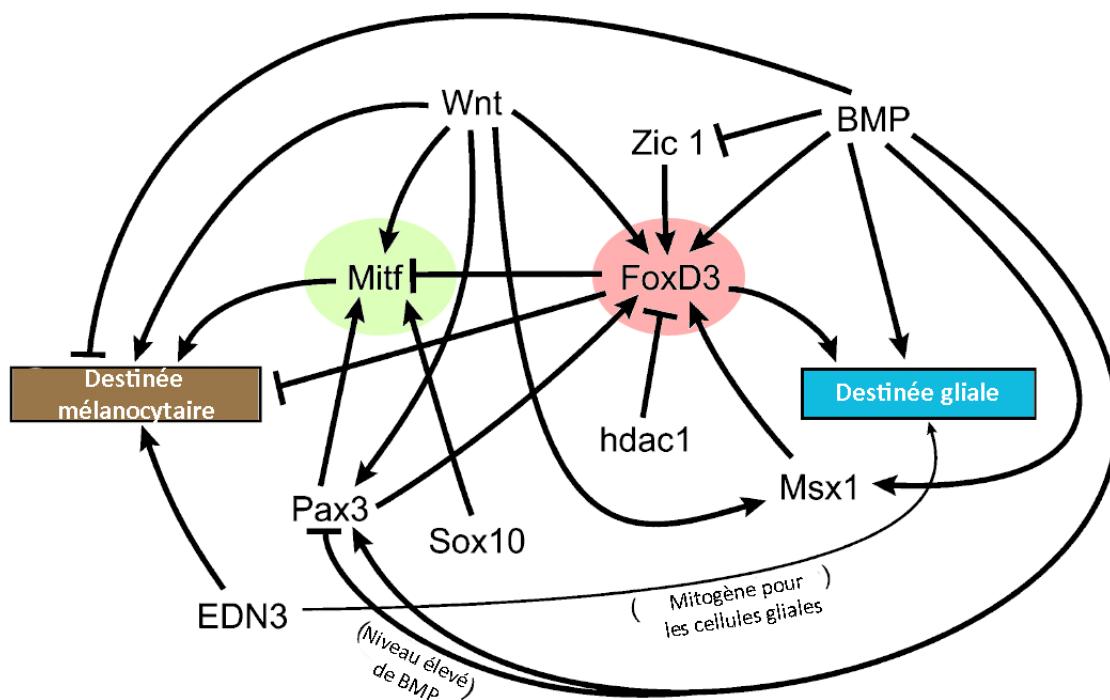 Wnt
BMP
Zic 1
Mitf
FoxD3
Destinée
mélanocytaire
Destinée gliale
hdac1
Msx1
Pax3
Sox10
EDN3
( Mitogène pour )
les cellules gliales
(Niveau élevé)
de BMP